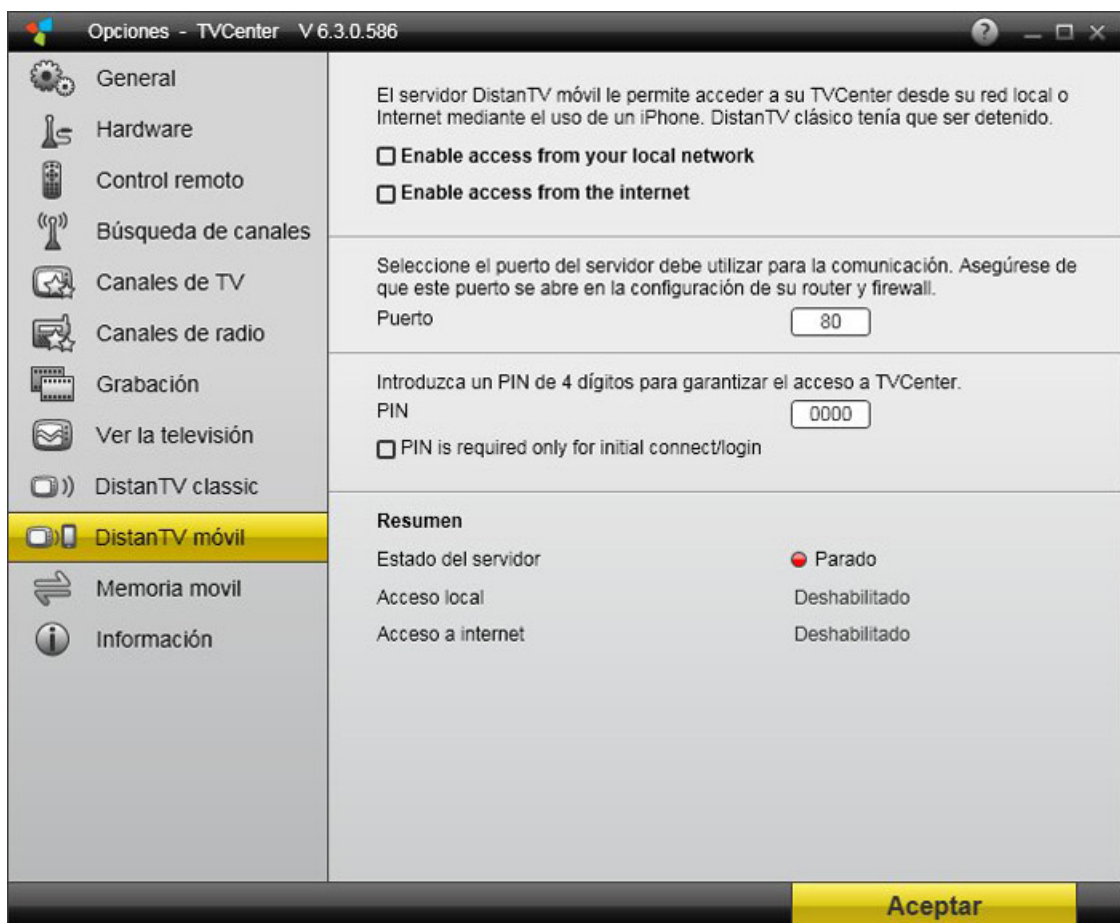 Opciones - TVCenter V 6.3.0.586
?
General
Hardware
Control remoto
Búsqueda de canales
Canales de TV
Canales de radio
Grabación
Ver la televisión
DistanTV classic
DistanTV móvil
Memoria movil
Información
El servidor DistanTV móvil le permite acceder a su TVCenter desde su red local o
Internet mediante el uso de un iPhone. DistanTV clásico tenía que ser detenido.
Enable access from your local network
Enable access from the internet
Seleccione el puerto del servidor debe utilizar para la comunicación. Asegúrese de
que este puerto se abre en la configuración de su router y firewall.
Puerto 80
Introduzca un PIN de 4 dígitos para garantizar el acceso a TVCenter.
PIN 0000
PIN is required only for initial connect/login
Resumen
Estado del servidor Parado
Acceso local Deshabilitado
Acceso a internet Deshabilitado
Aceptar